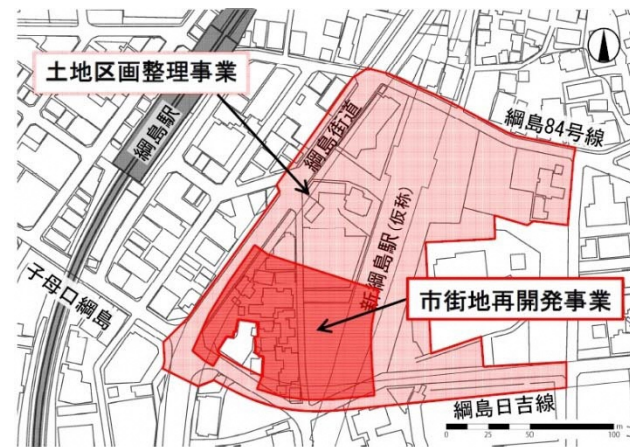 土地区画整理事業
綱島駅
綱島街道
綱島84号線
新綱島駅(仮称)
子母口綱島
市街地再開発事業
綱島日吉線
0 25 50 100 m